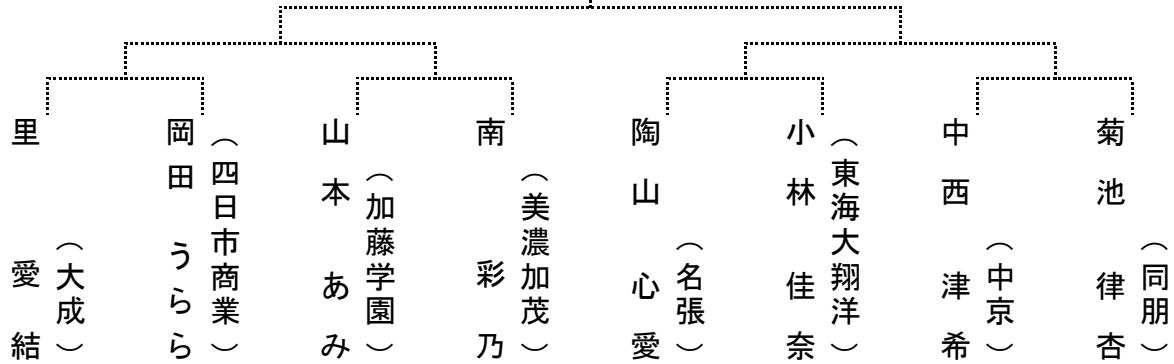 里 愛結
（大成）
岡田 うらら
（四日市商業）
山本 あみ
（加藤学園）
南 彩乃
（美濃加茂）
陶山 心愛
（名張）
小林 佳奈
（東海大翔洋）
中西 津希
（中京）
菊池 律杏
（同朋）